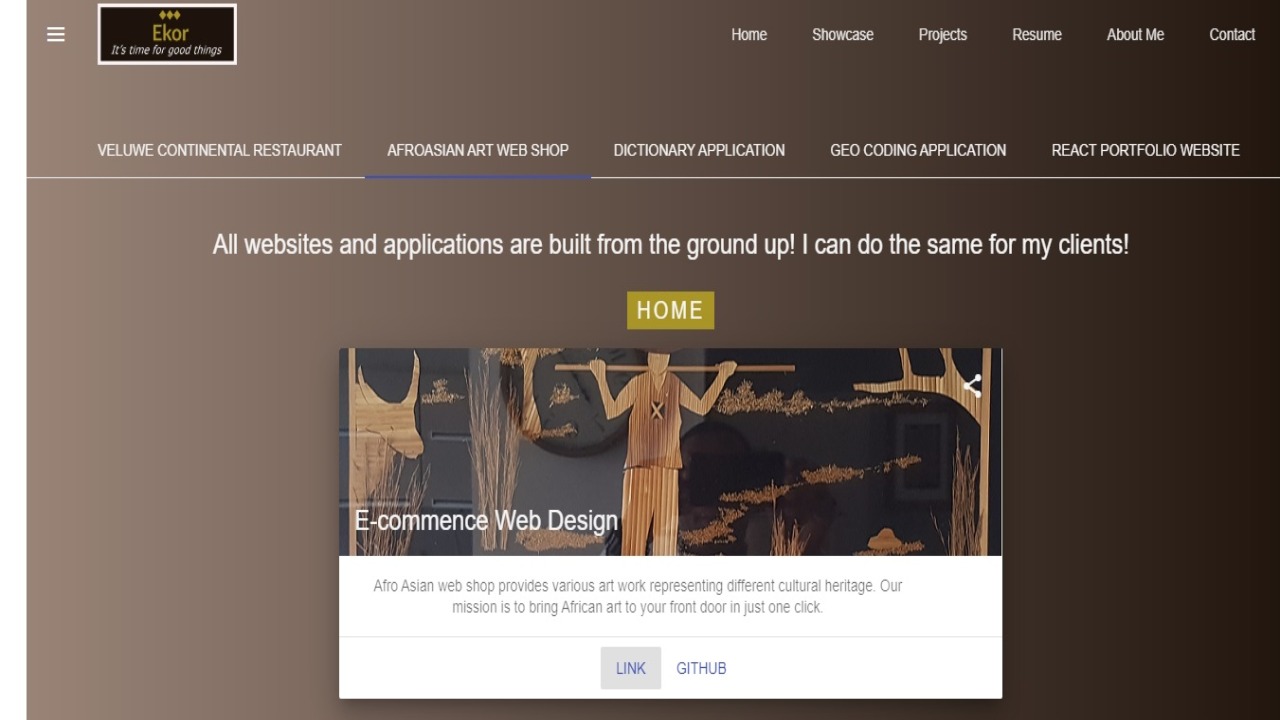 Ekor
It's time for good things
Home Showcase Projects Resume About Me Contact
VELUWE CONTINENTAL RESTAURANT AFROASIAN ART WEB SHOP DICTIONARY APPLICATION GEO CODING APPLICATION REACT PORTFOLIO WEBSITE
All websites and applications are built from the ground up! I can do the same for my clients!
HOME
E-commence Web Design
Afro Asian web shop provides various art work representing different cultural heritage. Our
mission is to bring African art to your front door in just one click.
LINK GITHUB